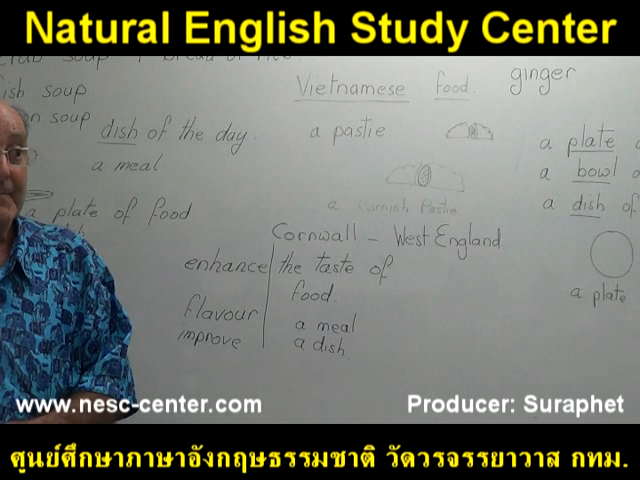 Natural English Study Center
soup
soup
dish of the day
a meal
a plate of food
Vietnamese food
ginger
a pastie
a Cornish Pastie
Cornwall - West England
enhance the taste of
food
flavour
a meal
improve
a dish
a plate
a bowl
a dish of
a plate
www.nesc-center.com
Producer: Suraphet
ศูนย์ศึกษาภาษาอังกฤษธรรมชาติ วัดวรจรรยาวาส กทม.